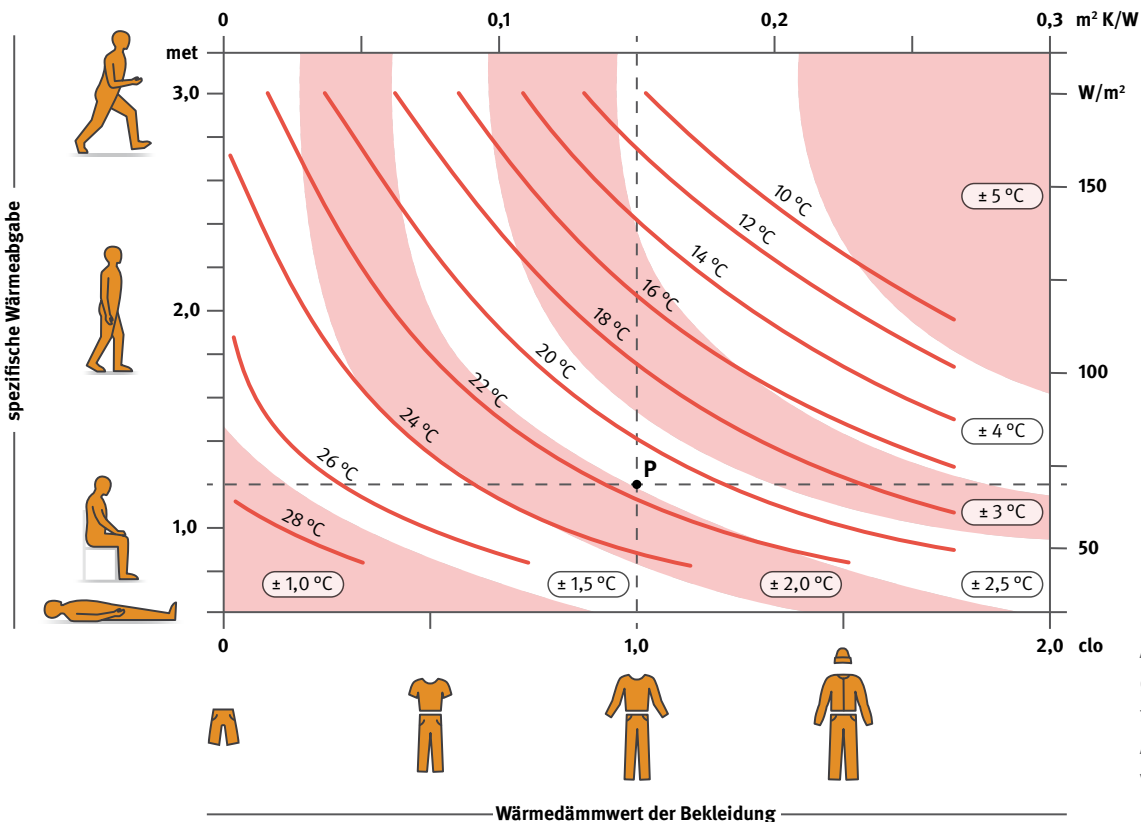 0 0,1 0,2 0,3 m² K/W
met
3,0 W/m²
150
10 °C
± 5 °C
12 °C
14 °C
16 °C
2,0
18 °C
20 °C
100
22 °C
24 °C
± 4 °C
26 °C
P
± 3 °C
28 °C
1,0 50
± 1,0 °C ± 1,5 °C ± 2,0 °C ± 2,5 °C
0 1,0 2,0 clo
spezifische Wärmeabgabe
Wärmedämmwert der Bekleidung